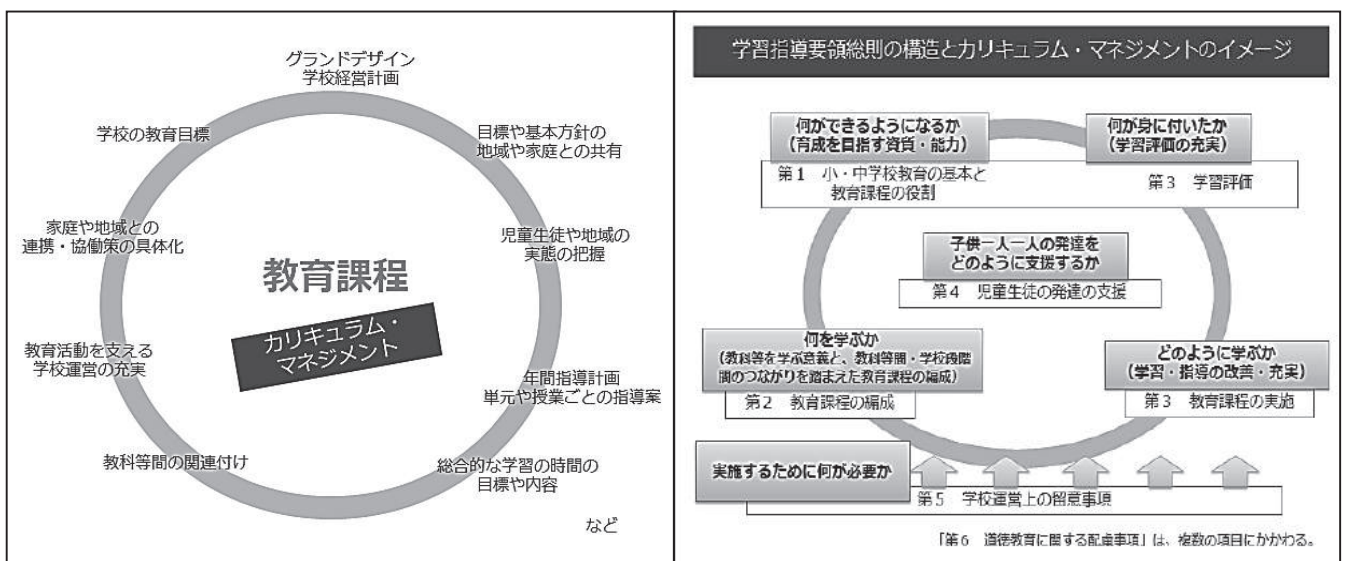 グランドデザイン
学校経営計画
学校の教育目標
目標や基本方針の
地域や家庭との共有
家庭や地域との
連携・協働策の具体化
児童生徒や地域の
実態の把握
教育課程
カリキュラム・
マネジメント
教育活動を支える
学校運営の充実
年間指導計画
単元や授業ごとの指導案
教科等間の関連付け
総合的な学習の時間の
目標や内容
など
学習指導要領総則の構造とカリキュラム・マネジメントのイメージ
何ができるようになるか
(育成を目指す資質・能力)
第1 小・中学校教育の基本と
教育課程の役割
何が身に付いたか
(学習評価の充実)
第3 学習評価
子供一人一人の発達を
どのように支援するか
第4 児童生徒の発達の支援
何を学ぶか
(教科等を学ぶ意義と、教科等間・学校段階
間のつながりを踏まえた教育課程の編成)
第2 教育課程の編成
どのように学ぶか
(学習・指導の改善・充実)
第3 教育課程の実施
実施するために何が必要か
第5 学校運営上の留意事項
「第6 道徳教育に関する配慮事項」は、複数の項目にかかわる。